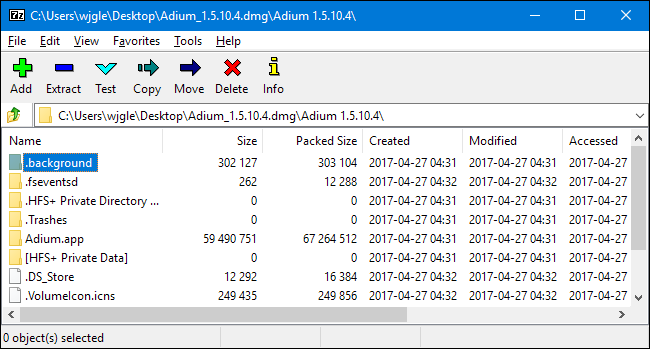 7z C:\Users\wjgle\Desktop\Adium_1.5.10.4.dmg\Adium 1.5.10.4\
File Edit View Favorites Tools Help
Add Extract Test Copy Move Delete Info
C:\Users\wjgle\Desktop\Adium_1.5.10.4.dmg\Adium 1.5.10.4\
Name Size Packed Size Created Modified Accessed
.background 302 127 303 104 2017-04-27 04:31 2017-04-27 04:31 2017-04-27
.fseventsd 262 12 288 2017-04-27 04:32 2017-04-27 04:32 2017-04-27
.HFS+ Private Directory ... 0 0 2017-04-27 04:31 2017-04-27 04:31 2017-04-27
.Trashes 0 0 2017-04-27 04:31 2017-04-27 04:31 2017-04-27
Adium.app 59 490 751 67 264 512 2017-04-27 04:31 2017-04-27 04:31 2017-04-27
[HFS+ Private Data] 0 0 2017-04-27 04:31 2017-04-27 04:31 2017-04-27
.DS_Store 12 292 16 384 2017-04-27 04:32 2017-04-27 04:32 2017-04-27
.VolumeIcon.icns 249 435 249 856 2017-04-27 04:32 2017-04-27 04:32 2017-04-27
0 object(s) selected